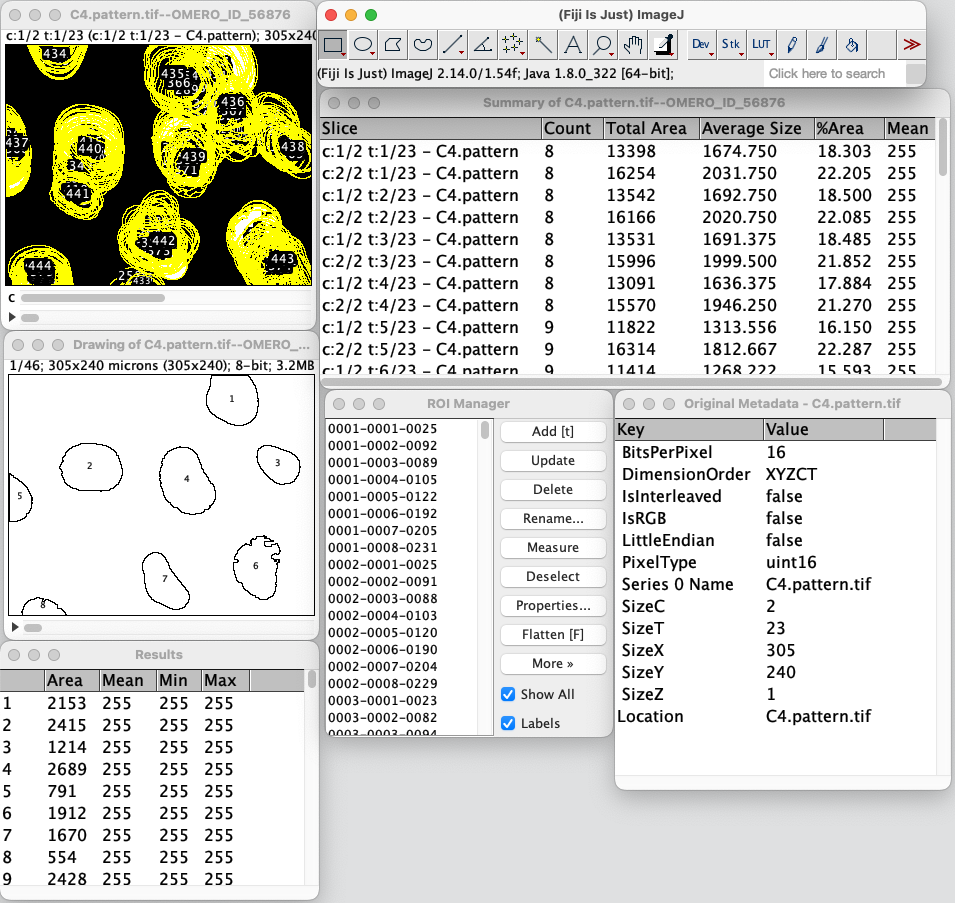 C4.pattern.tif--OMERO_ID_56876
c:1/2 t:1/23 (c:1/2 t:1/23 - C4.pattern); 305x240
434
435
366
436
437
440
439
438
34
441
442
443
444
c
Drawing of C4.pattern.tif--OMERO_...
1/46; 305x240 microns (305x240); 8-bit; 3.2MB
1
2
3
4
5
6
7
8
Results
Area Mean Min Max
1 2153 255 255 255
2 2415 255 255 255
3 1214 255 255 255
4 2689 255 255 255
5 791 255 255 255
6 1912 255 255 255
7 1670 255 255 255
8 554 255 255 255
9 2428 255 255 255
(Fiji Is Just) ImageJ
A Dev Stk LUT >>
(Fiji Is Just) ImageJ 2.14.0/1.54f; Java 1.8.0_322 [64-bit];
Click here to search
Summary of C4.pattern.tif--OMERO_ID_56876
Slice Count Total Area Average Size %Area Mean
c:1/2 t:1/23 - C4.pattern 8 13398 1674.750 18.303 255
c:2/2 t:1/23 - C4.pattern 8 16254 2031.750 22.205 255
c:1/2 t:2/23 - C4.pattern 8 13542 1692.750 18.500 255
c:2/2 t:2/23 - C4.pattern 8 16166 2020.750 22.085 255
c:1/2 t:3/23 - C4.pattern 8 13531 1691.375 18.485 255
c:2/2 t:3/23 - C4.pattern 8 15996 1999.500 21.852 255
c:1/2 t:4/23 - C4.pattern 8 13091 1636.375 17.884 255
c:2/2 t:4/23 - C4.pattern 8 15570 1946.250 21.270 255
c:1/2 t:5/23 - C4.pattern 9 11822 1313.556 16.150 255
c:2/2 t:5/23 - C4.pattern 9 16314 1812.667 22.287 255
c:1/2 t:6/23 - C4.pattern 9 11414 1268.222 15.593 255
ROI Manager
0001-0001-0025
0001-0002-0092
0001-0003-0089
0001-0004-0105
0001-0005-0122
0001-0006-0192
0001-0007-0205
0001-0008-0231
0002-0001-0025
0002-0002-0091
0002-0003-0088
0002-0004-0103
0002-0005-0120
0002-0006-0190
0002-0007-0204
0002-0008-0229
0003-0001-0023
0003-0002-0082
0003-0003-0094
Add [t]
Update
Delete
Rename...
Measure
Deselect
Properties...
Flatten [F]
More »
Show All
Labels
Original Metadata - C4.pattern.tif
Key Value
BitsPerPixel 16
DimensionOrder XYZCT
IsInterleaved false
IsRGB false
LittleEndian false
PixelType uint16
Series 0 Name C4.pattern.tif
SizeC 2
SizeT 23
SizeX 305
SizeY 240
SizeZ 1
Location C4.pattern.tif